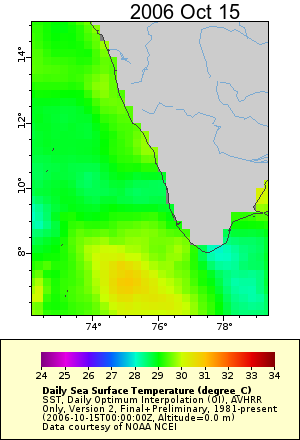 2006 Oct 15
14°
12°
10°
8°
74° 76° 78°
24 25 26 27 28 29 30 31 32 33 34
Daily Sea Surface Temperature (degree_C)
SST, Daily Optimum Interpolation (OI), AVHRR
Only, Version 2, Final+Preliminary, 1981-present
(2006-10-15T00:00:00Z, Altitude=0.0 m)
Data courtesy of NOAA NCEI